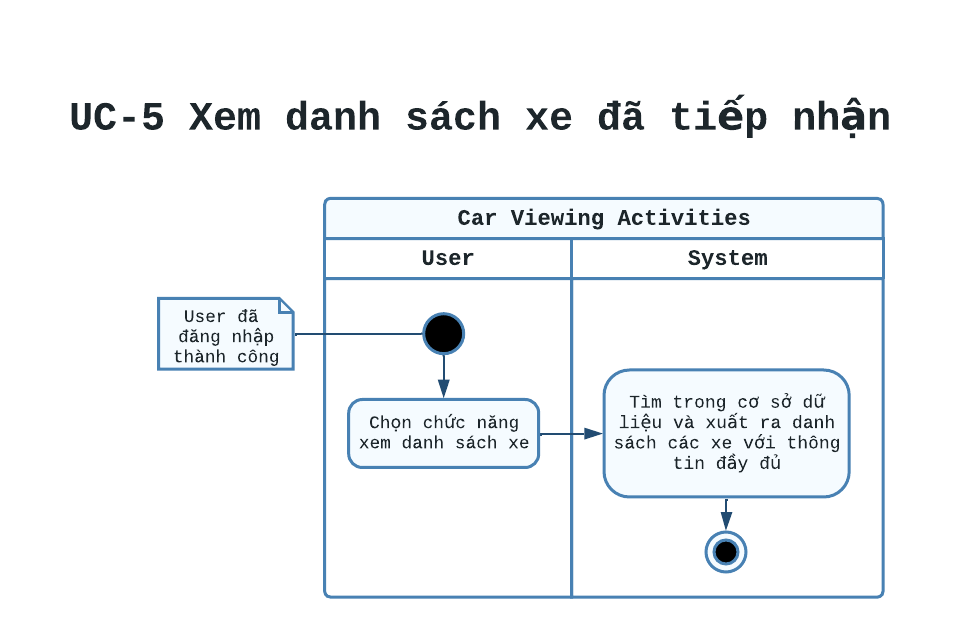 UC-5 Xem danh sách xe đã tiếp nhận
Car Viewing Activities
User
System
User đã
đăng nhập
thành công
Chọn chức năng
xem danh sách xe
Tìm trong cơ sở dữ
liệu và xuất ra danh
sách các xe với thông
tin đầy đủ